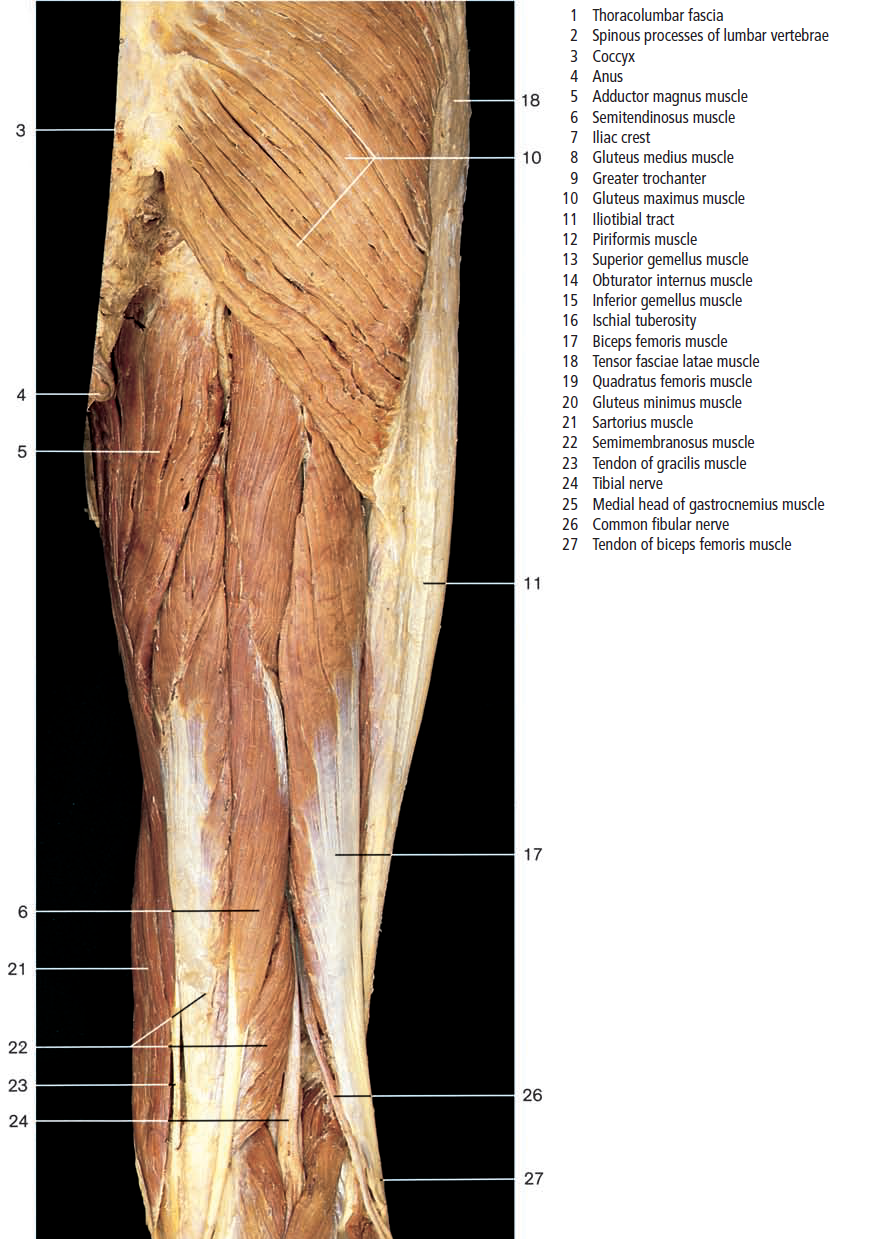 1 Thoracolumbar fascia
2 Spinous processes of lumbar vertebrae
3 Coccyx
4 Anus
5 Adductor magnus muscle
6 Semitendinosus muscle
7 Iliac crest
8 Gluteus medius muscle
9 Greater trochanter
10 Gluteus maximus muscle
11 Iliotibial tract
12 Piriformis muscle
13 Superior gemellus muscle
14 Obturator internus muscle
15 Inferior gemellus muscle
16 Ischial tuberosity
17 Biceps femoris muscle
18 Tensor fasciae latae muscle
19 Quadratus femoris muscle
20 Gluteus minimus muscle
21 Sartorius muscle
22 Semimembranosus muscle
23 Tendon of gracilis muscle
24 Tibial nerve
25 Medial head of gastrocnemius muscle
26 Common fibular nerve
27 Tendon of biceps femoris muscle
3
4
5
6
21
22
23
24
18
10
11
17
26
27